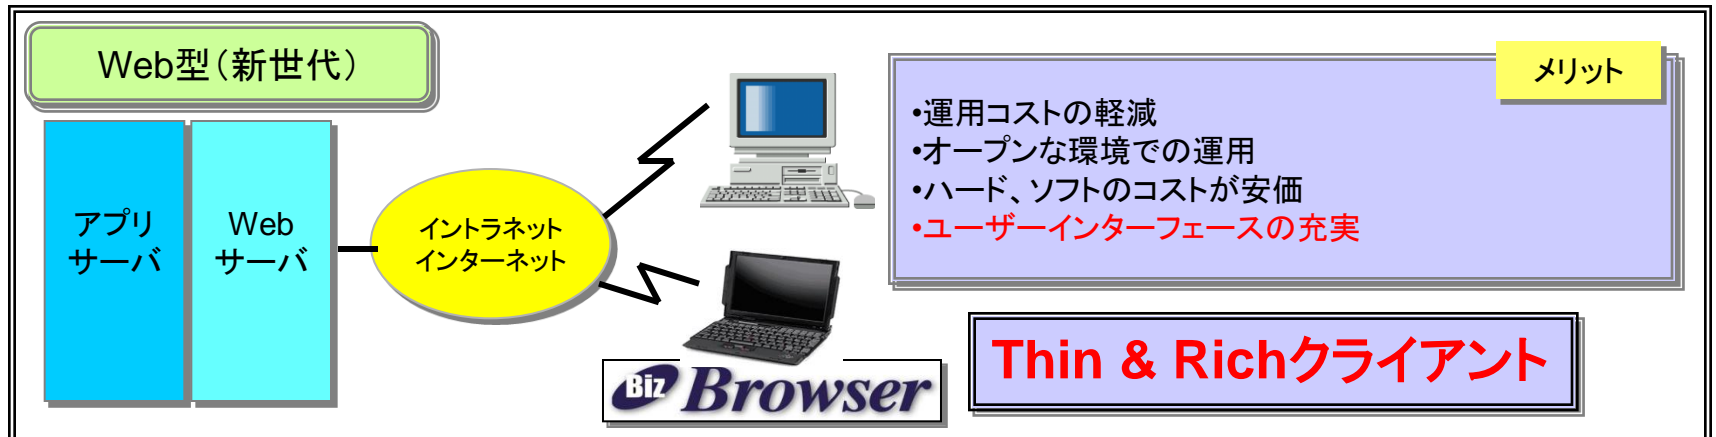 Web型（新世代）
アプリ
サーバ
Web
サーバ
イントラネット
インターネット
Biz Browser
メリット
•運用コストの軽減
•オープンな環境での運用
•ハード、ソフトのコストが安価
•ユーザーインターフェースの充実
Thin & Richクライアント